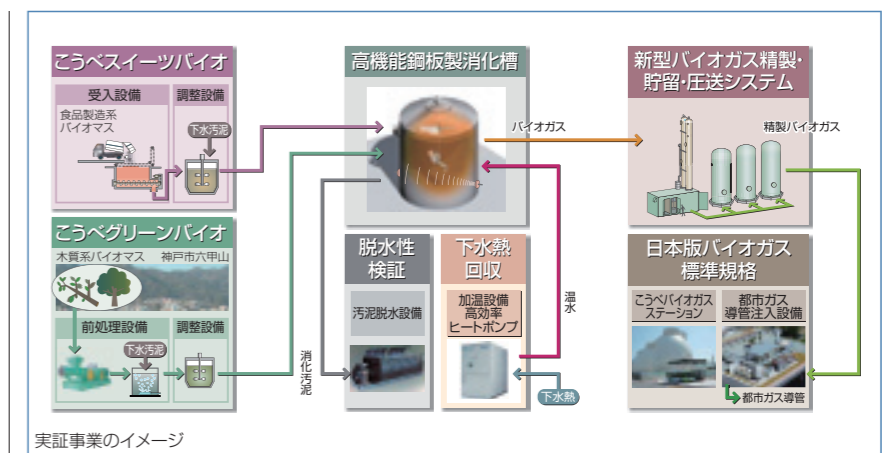 こうべスイーツバイオ
受入設備
調整設備
食品製造系
バイオマス
下水汚泥
こうべグリーンバイオ
木質系バイオマス
神戸市六甲山
前処理設備
調整設備
下水汚泥
高機能鋼板製消化槽
バイオガス
消化汚泥
温水
脱水性
検証
汚泥脱水設備
下水熱
回収
加温設備
高効率
ヒートポンプ
下水熱
新型バイオガス精製・
貯留・圧送システム
精製バイオガス
日本版バイオガス
標準規格
こうべバイオガス
ステーション
都市ガス
導管注入設備
都市ガス導管
実証事業のイメージ